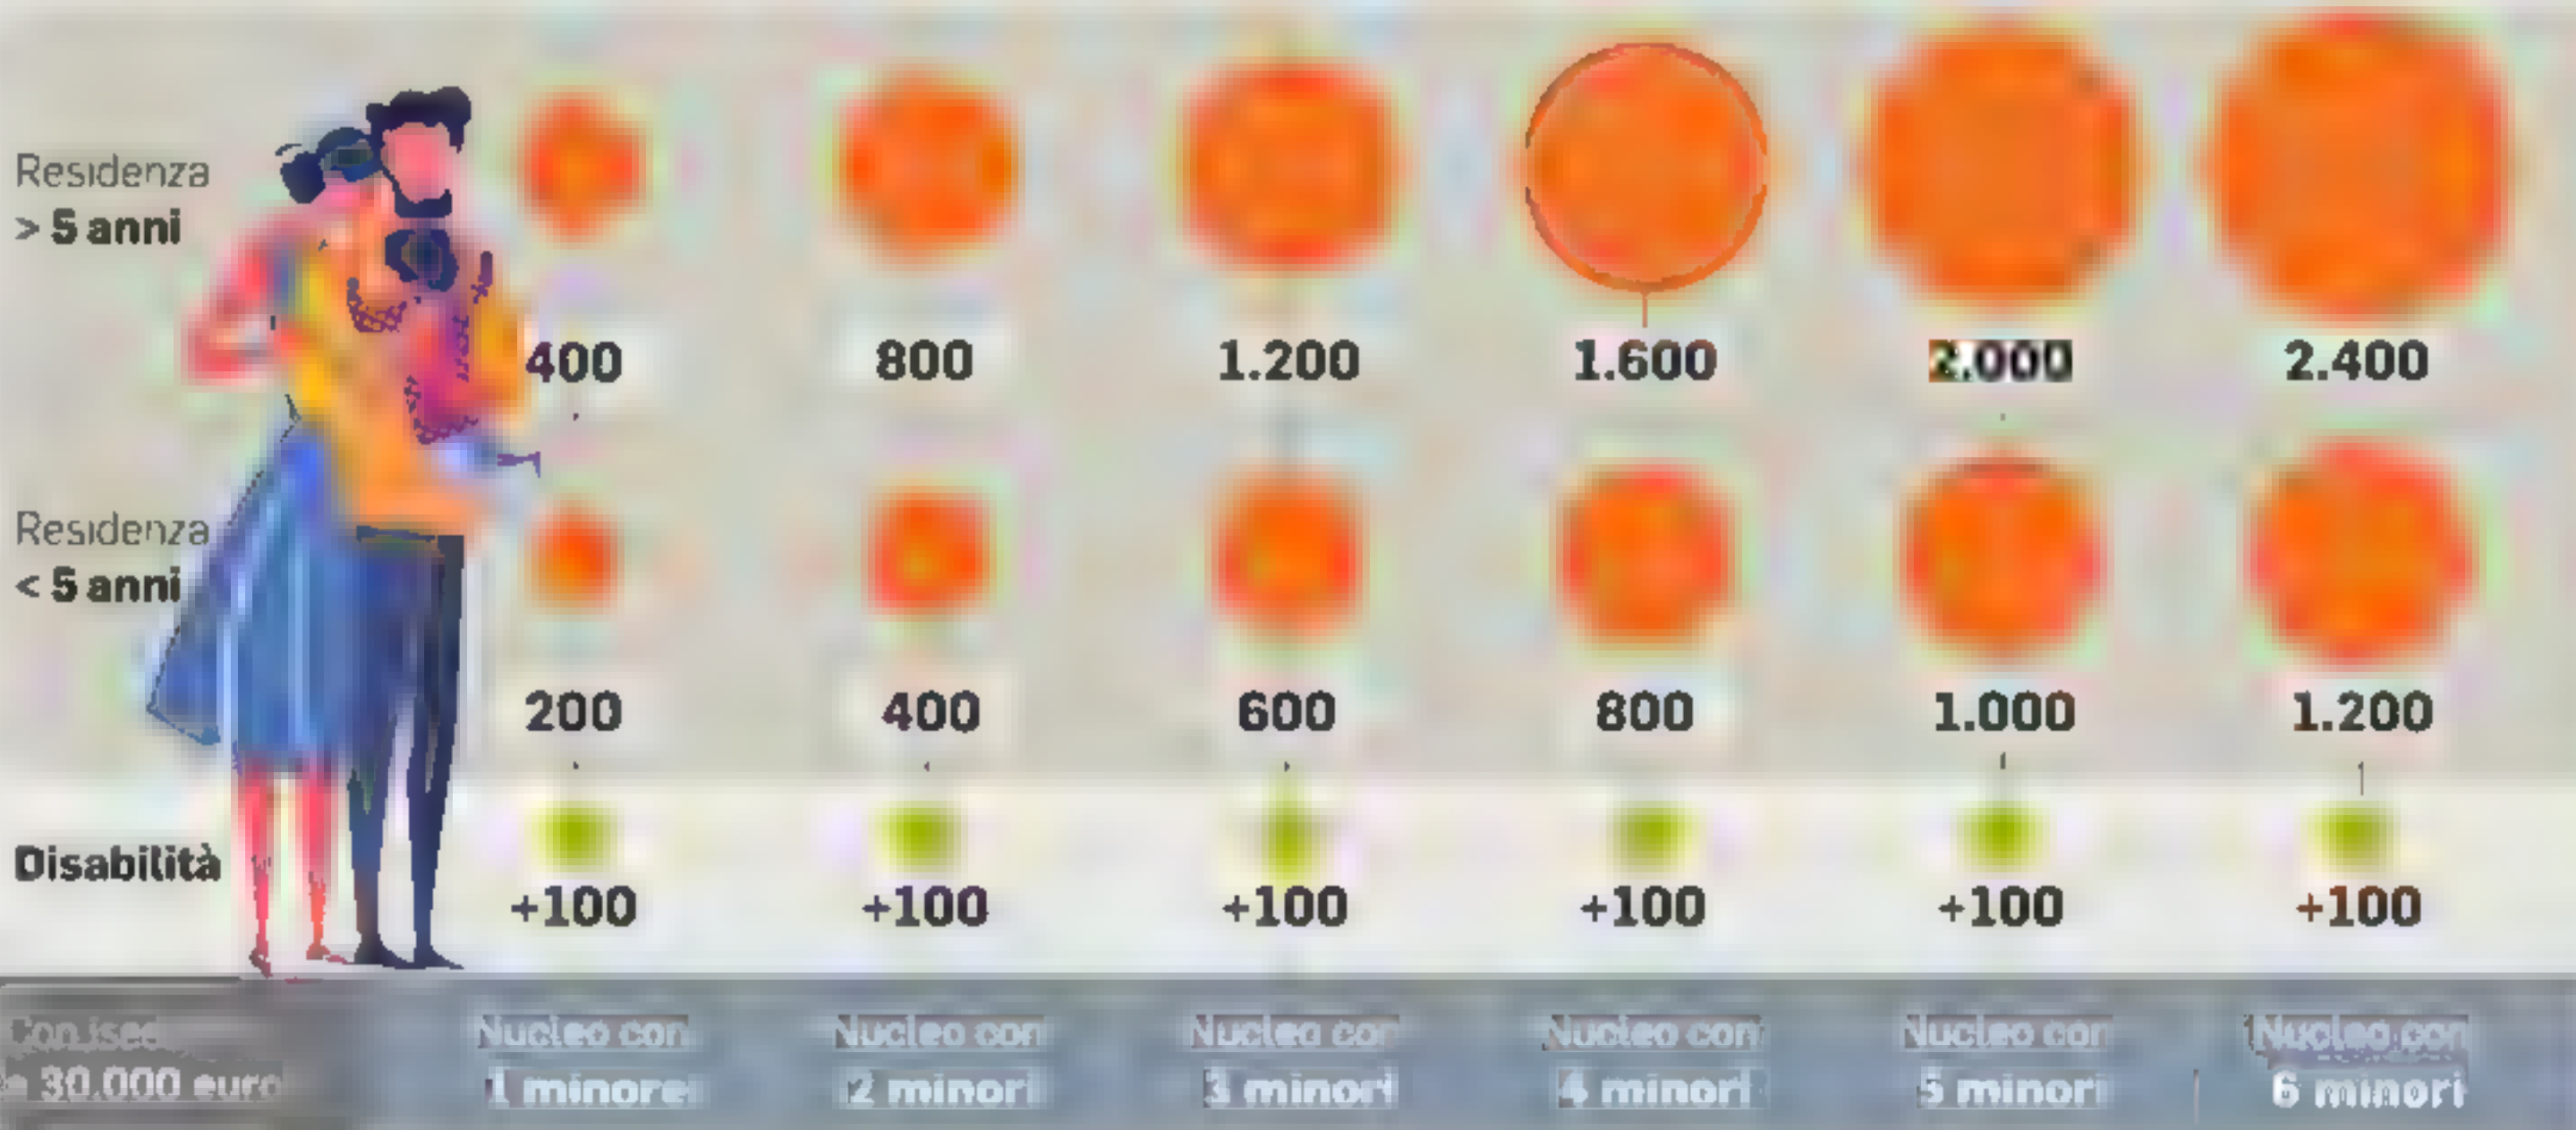 Residenza
> 5 anni
400 800 1.200 1.600 2.000 2.400
Residenza
< 5 anni
200 400 600 800 1.000 1.200
Disabilità
+100 +100 +100 +100 +100 +100
Con isee
30.000 euro
Nucleo con
1 minore
Nucleo con
2 minori
Nucleo con
3 minori
Nucleo con
4 minori
Nucleo con
5 minori
Nucleo con
6 minori